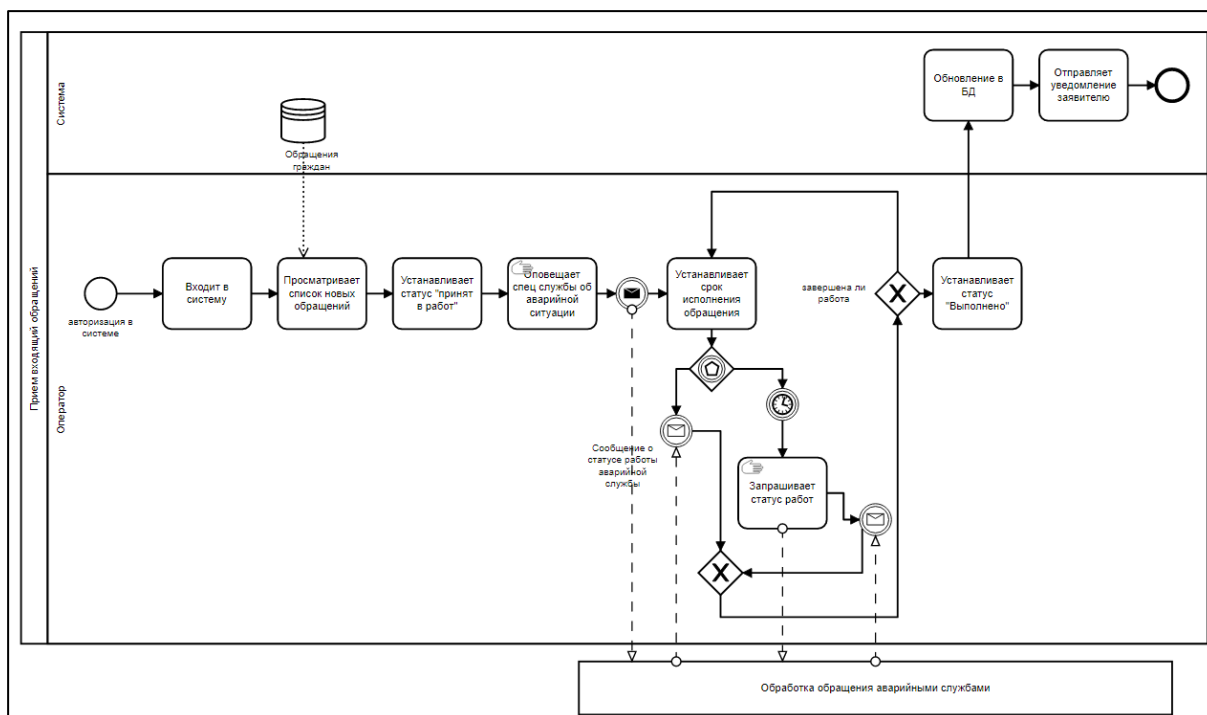 Прием входящий обращений
Система
Обращения
граждан
Обновление в
БД
Отправляет
уведомление
заявителю
Оператор
авторизация в
системе
Входит в
систему
Просматривает
список новых
обращений
Устанавливает
статус "принят
в работ"
Оповещает
спец службы об
аварийной
ситуации
Устанавливает
срок
исполнения
обращения
завершена ли
работа
Устанавливает
статус
"Выполнено"
Сообщение о
статусе работы
аварийной
службы
Запрашивает
статус работ
Обработка обращения аварийными службами